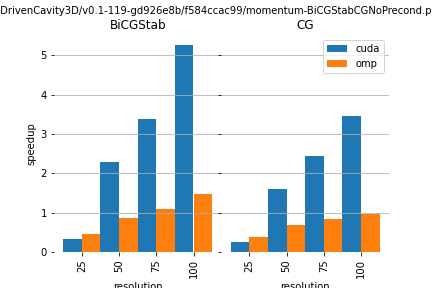 DrivenCavity3D/v0.1-119-gd926e8b/f584ccac99/momentum-BiCGStabCGNoPrecond.p
BiCGStab CG
cuda
omp
speedup
5
4
3
2
1
0
25 50 75 100 25 50 75 100
resolution resolution